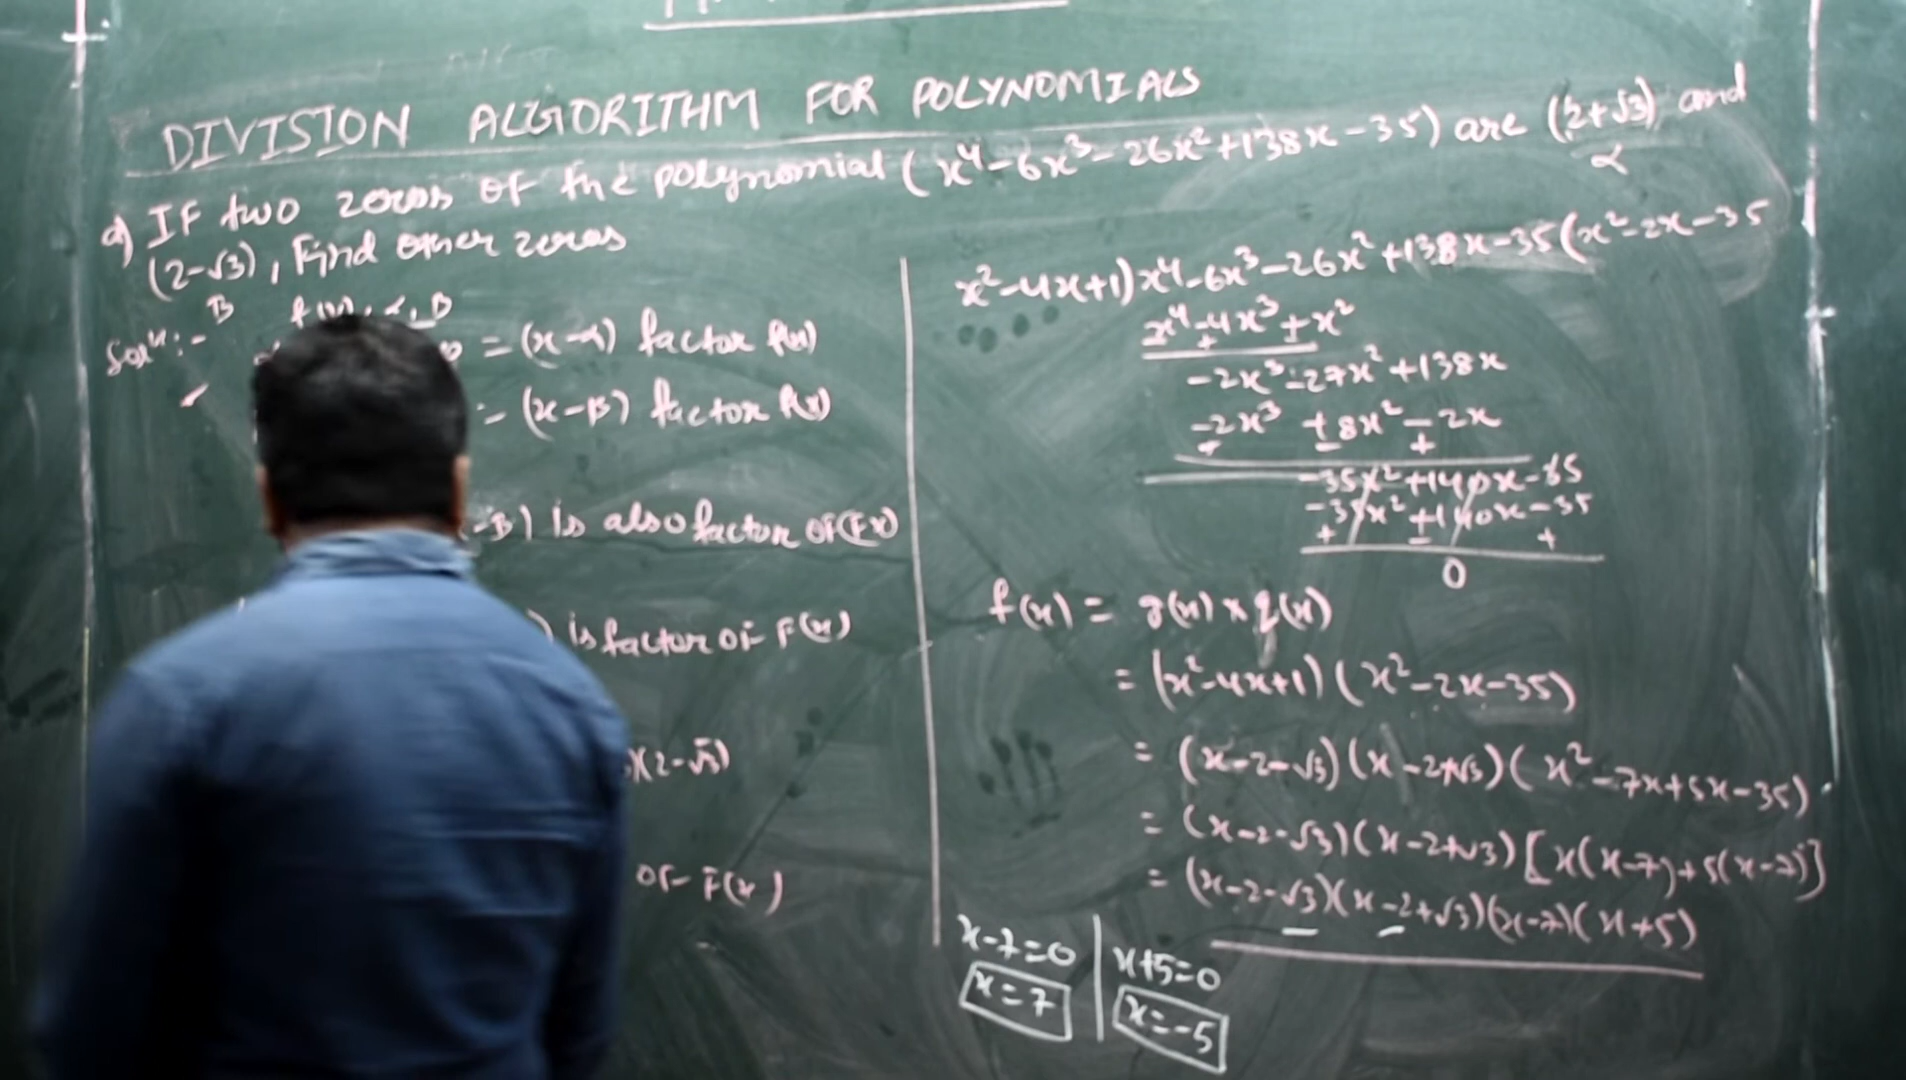 DIVISION ALGORITHM FOR POLYNOMIALS
Q) IF two zeros of the polynomial (x⁴-6x³-26x²+138x-35) are (2+√3) and
α
(2-√3), Find other zeros
β
Solⁿ:- f(x), α, β
= (x-α) factor f(x)
= (x-β) factor f(x)
-β) is also factor of F(x)
) is factor of F(x)
)(2-√3)
of F(x)
x²-4x+1) x⁴-6x³-26x²+138x-35 (x²-2x-35
x⁴-4x³+x²
+ -
-2x³-27x²+138x
-2x³+8x²-2x
+ - +
-35x²+140x-35
-35x²+140x-35
+ - +
0
f(x) = g(x) × q(x)
= (x²-4x+1) (x²-2x-35)
= (x-2-√3) (x-2+√3) (x²-7x+5x-35)
= (x-2-√3) (x-2+√3) [x(x-7)+5(x-7)]
= (x-2-√3)(x-2+√3)(x-7)(x+5)
x-7=0 x+5=0
x=7 x=-5